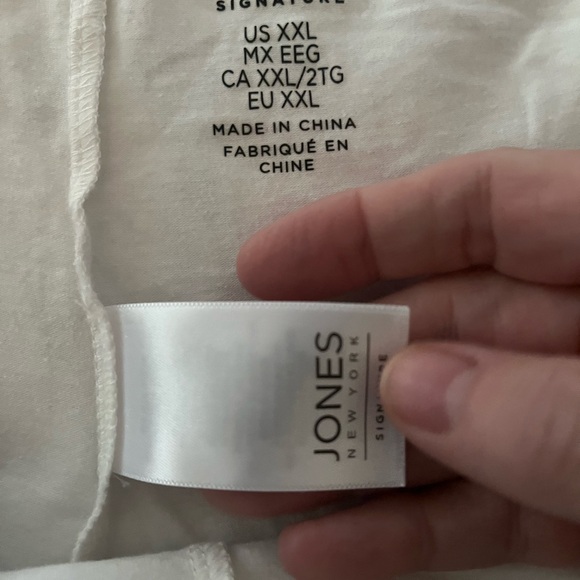 SIGNATURE
US XXL
MX EEG
CA XXL/2TG
EU XXL
MADE IN CHINA
FABRIQUÉ EN
CHINE
JONES
NEW YORK